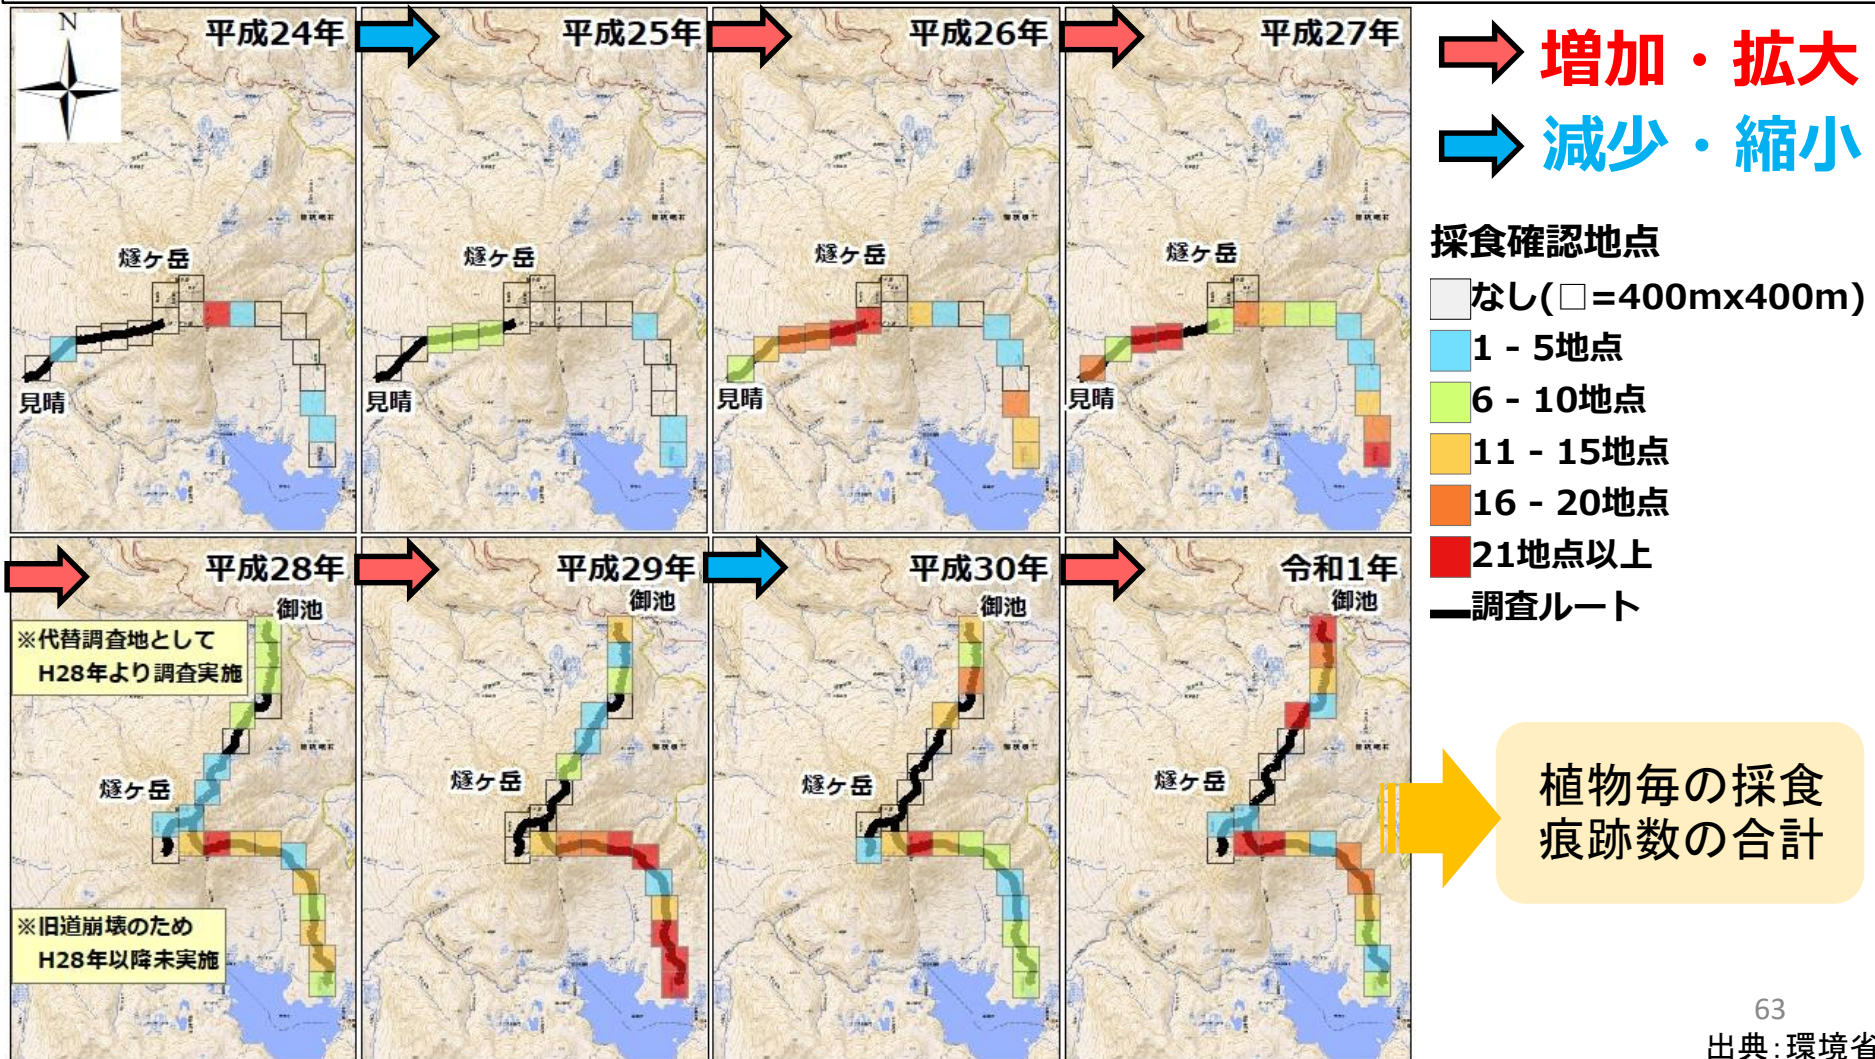 N
平成24年
平成25年
平成26年
平成27年
燧ヶ岳
燧ヶ岳
燧ヶ岳
燧ヶ岳
見晴
見晴
見晴
見晴
増加・拡大
減少・縮小
採食確認地点
なし(□=400mx400m)
1 - 5地点
6 - 10地点
11 - 15地点
16 - 20地点
21地点以上
調査ルート
平成28年
平成29年
平成30年
令和1年
御池
御池
御池
御池
※代替調査地として
H28年より調査実施
燧ヶ岳
燧ヶ岳
燧ヶ岳
燧ヶ岳
※旧道崩壊のため
H28年以降未実施
植物毎の採食
痕跡数の合計
63
出典:環境省